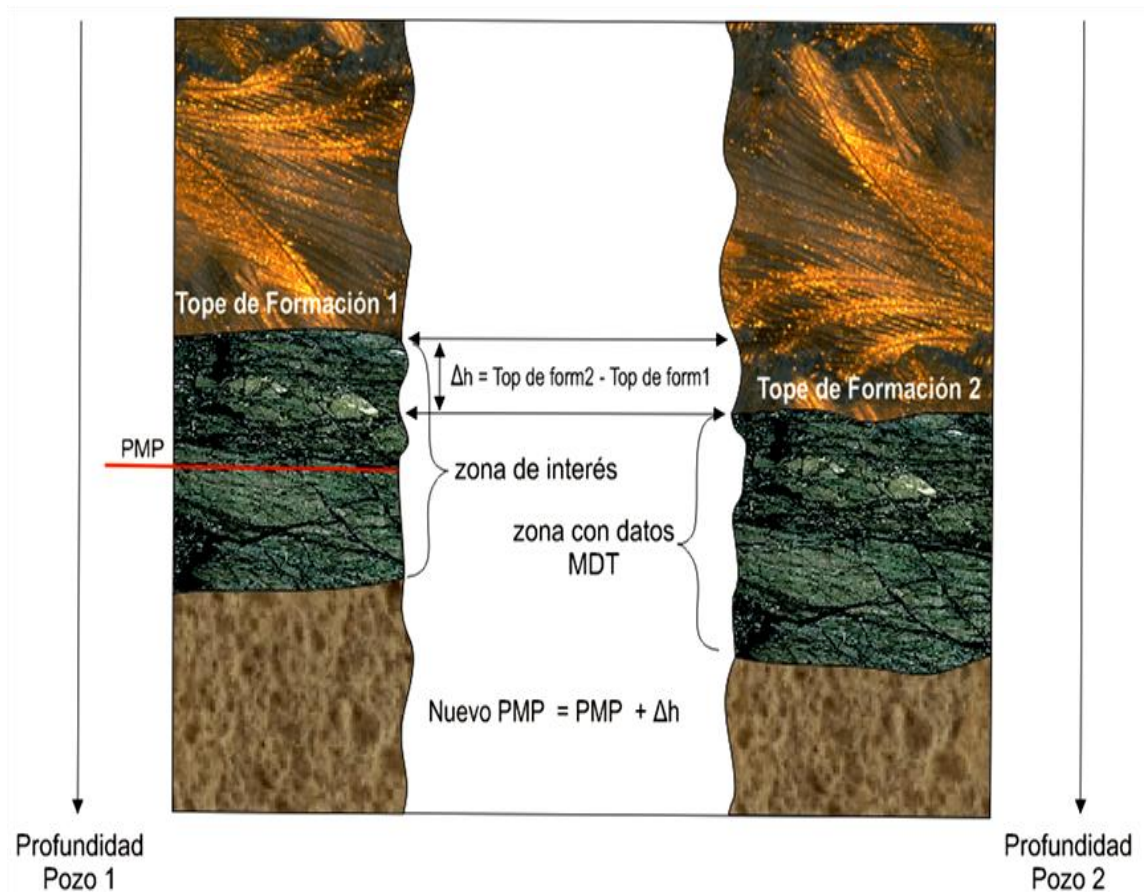 Tope de Formación 1
Δh = Top de form2 - Top de form1
Tope de Formación 2
PMP
zona de interés
zona con datos
MDT
Nuevo PMP = PMP + Δh
Profundidad
Pozo 1
Profundidad
Pozo 2